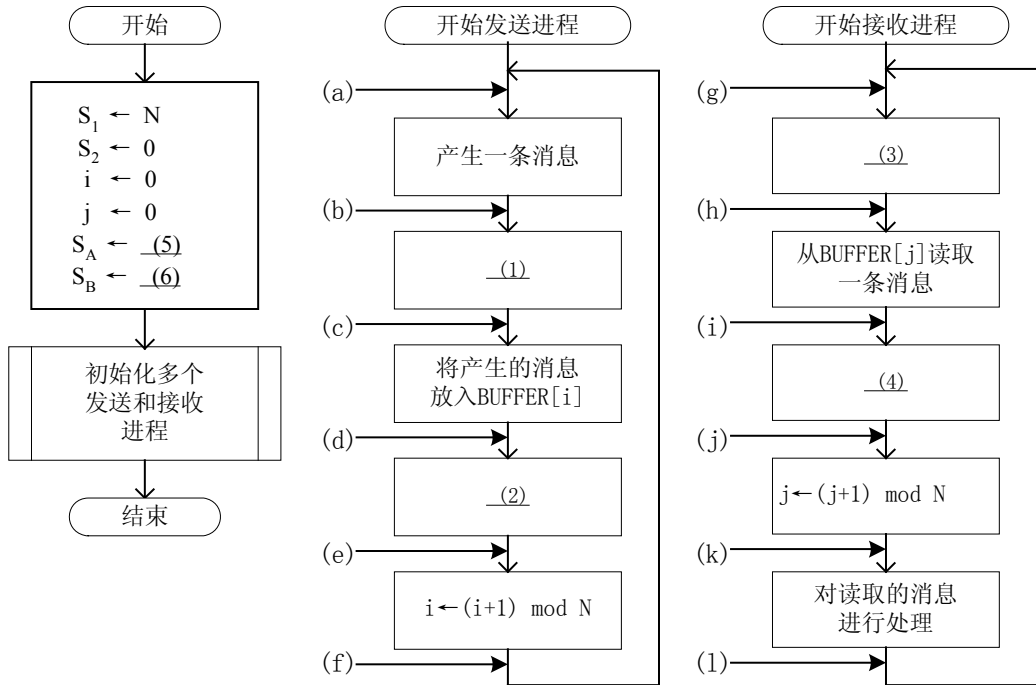 开始
S1 ← N
S2 ← 0
i ← 0
j ← 0
SA ← (5)
SB ← (6)
初始化多个
发送和接收
进程
结束
开始发送进程
(a)
产生一条消息
(b)
(1)
(c)
将产生的消息
放入BUFFER[i]
(d)
(2)
(e)
i←(i+1) mod N
(f)
开始接收进程
(g)
(3)
(h)
从BUFFER[j]读取
一条消息
(i)
(4)
(j)
j←(j+1) mod N
(k)
对读取的消息
进行处理
(l)